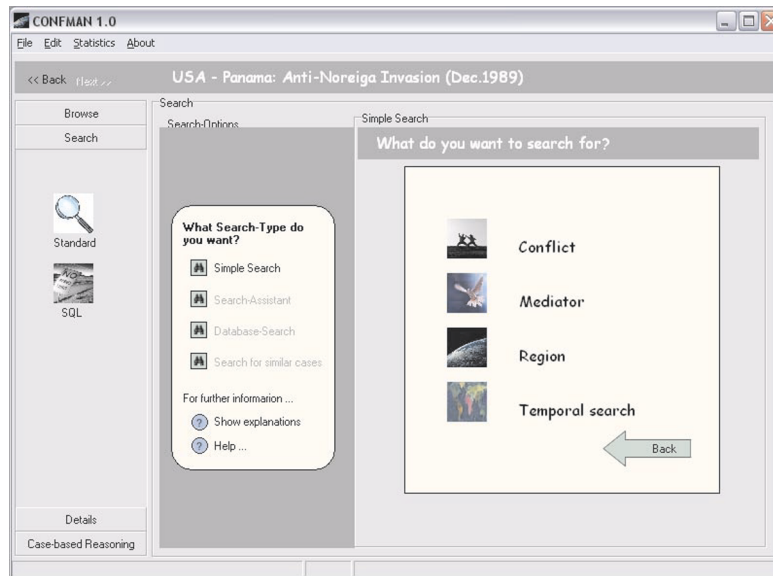 CONFMAN 1.0
File Edit Statistics About
<< Back Next >> USA - Panama: Anti-Noreiga Invasion (Dec.1989)
Browse
Search
Standard
SQL
Details
Case-based Reasoning
Search
Search-Options
What Search-Type do
you want?
Simple Search
Search-Assistant
Database-Search
Search for similar cases
For further information ...
? Show explanations
? Help ...
Simple Search
What do you want to search for?
Conflict
Mediator
Region
Temporal search
Back